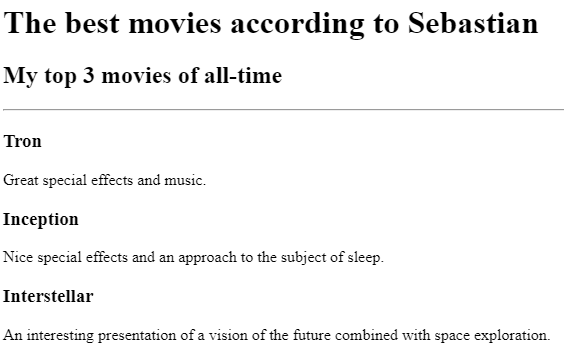 The best movies according to Sebastian
My top 3 movies of all-time
Tron
Great special effects and music.
Inception
Nice special effects and an approach to the subject of sleep.
Interstellar
An interesting presentation of a vision of the future combined with space exploration.